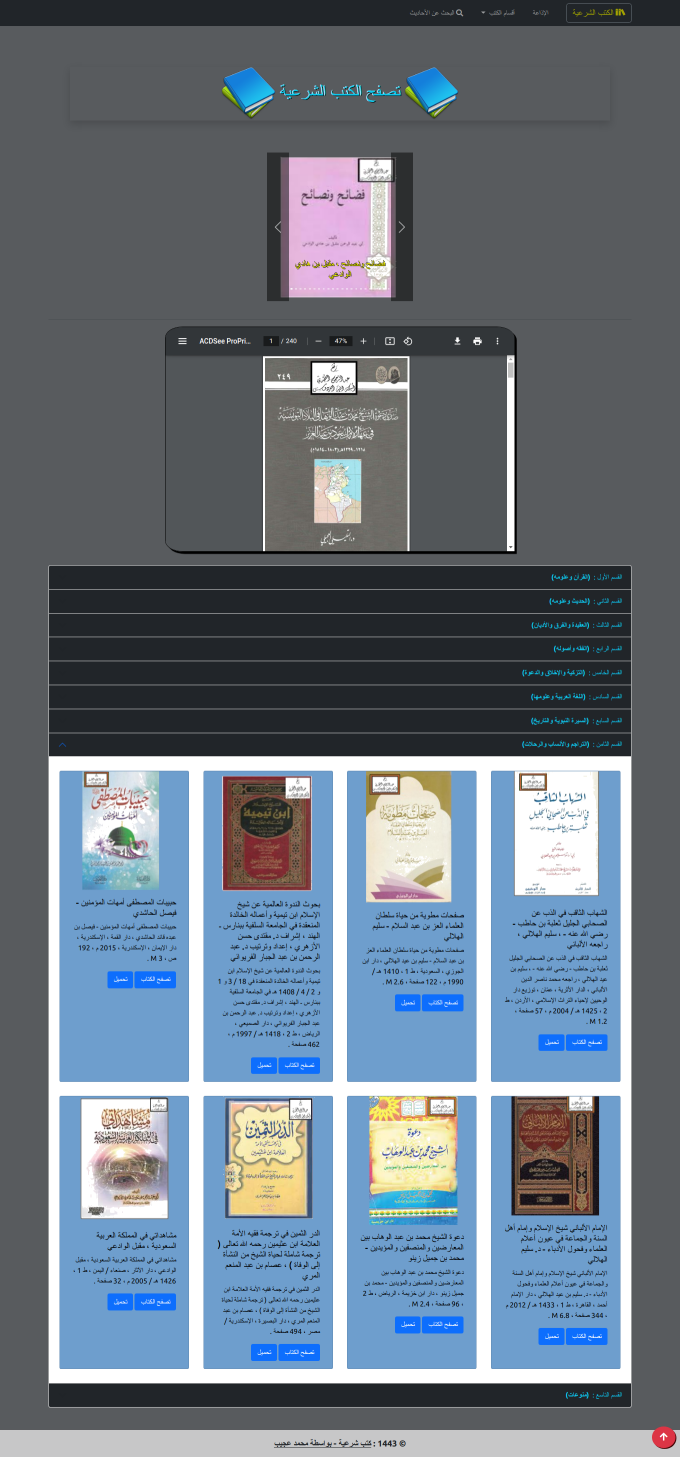 الكتب الشرعية
الإذاعة
أقسام الكتب
البحث عن الأحاديث
تصفح الكتب الشرعية
فضائح ونصائح
فضائح ونصائح ، مقبل بن هادي
الوادعي
ACDSee ProPri...
1 / 240
47%
٢٤٩
القسم الأول : (القرآن وعلومه)
القسم الثاني : (الحديث وعلومه)
القسم الثالث : (العقيدة والفرق والأديان)
القسم الرابع : (الفقه وأصوله)
القسم الخامس : (التزكية والاخلاق والدعوة)
القسم السادس : (اللغة العربية وعلومها)
القسم السابع : (السيرة النبوية والتاريخ)
القسم الثامن : (التراجم والأنساب والرحلات)
الشهاب الثاقب في الذب عن
الصحابي الجليل ثعلبة بن حاطب -
رضي الله عنه - ، سليم الهلالي ،
راجعه الألباني
الشهاب الثاقب في الذب عن الصحابي الجليل
ثعلبة بن حاطب - رضي الله عنه - ، سليم بن
عيد الهلالي ، راجعه محمد ناصر الدين
الألباني ، الدار الأثرية ، عمّان ، توزيع دار
الوحيين لإحياء التراث الإسلامي ، الأردن ، ط
2 ، 1425 هـ / 2004 م ، 57 صفحة ،
1.2 M .
تصفح الكتاب
تحميل
صفحات مطوية من حياة سلطان
العلماء العز بن عبد السلام - سليم
الهلالي
صفحات مطوية من حياة سلطان العلماء العز
بن عبد السلام - سليم بن عيد الهلالي ، دار ابن
الجوزي ، السعودية ، ط 1 ، 1410 هـ /
1990 م ، 122 صفحة ، 2.6 M .
تصفح الكتاب
تحميل
بحوث الندوة العالمية عن شيخ
الإسلام ابن تيمية و أعماله الخالدة
المنعقدة في الجامعة السلفية ببنارس -
الهند ، إشراف د. مقتدى حسن
الأزهري ، إعداد وترتيب د. عبد
الرحمن بن عبد الجبار الفريوائي
بحوث الندوة العالمية عن شيخ الإسلام ابن
تيمية و أعماله الخالدة المنعقدة في 18 / 3 و 1
و 2 / 4 / 1408 هـ في الجامعة السلفية
ببنارس ـ الهند ، إشراف د. مقتدى حسن
الأزهري ، إعداد وترتيب د. عبد الرحمن بن
عبد الجبار الفريوائي ، دار الصميعي ،
الرياض ، ط 2 ، 1418 هـ / 1997 م ،
462 صفحة .
تصفح الكتاب
تحميل
حبيبات المصطفى أمهات المؤمنين -
فيصل الحاشدي
حبيبات المصطفى أمهات المؤمنين - فيصل بن
عبده قائد الحاشدي ، دار القمة ، الإسكندرية ،
دار الإيمان ، الإسكندرية ، 2015 م ، 192
ص ، 3 M .
تصفح الكتاب
تحميل
الإمام الألباني شيخ الإسلام وإمام أهل
السنة و الجماعة في عيون أعلام
العلماء وفحول الأدباء - د. سليم
الهلالي
الإمام الألباني شيخ الإسلام وإمام أهل السنة
والجماعة في عيون أعلام العلماء وفحول
الأدباء - د. سليم بن عيد الهلالي ، دار الإمام
أحمد ، القاهرة ، ط 1 ، 1433 هـ / 2012 م
، 344 صفحة ، 6.8 M .
تصفح الكتاب
تحميل
دعوة الشيخ محمد بن عبد الوهاب بين
المعارضين و المنصفين و المؤيدين -
محمد بن جميل زينو
دعوة الشيخ محمد بن عبد الوهاب بين
المعارضين و المنصفين و المؤيدين - محمد بن
جميل زينو ، دار ابن خزيمة ، الرياض ، ط 2
، 96 صفحة ، 2.4 M .
تصفح الكتاب
تحميل
الدر الثمين في ترجمة فقيه الأمة
العلامة ابن عثيمين رحمه الله تعالى (
ترجمة شاملة لحياة الشيخ من النشأة
إلى الوفاة ) ، عصام بن عبد المنعم
المري
الدر الثمين في ترجمة فقيه الأمة العلامة ابن
عثيمين رحمه الله تعالى ( ترجمة شاملة لحياة
الشيخ من النشأة إلى الوفاة ) ، عصام بن عبد
المنعم المري ، دار البصيرة ، الإسكندرية /
مصر ، 494 صفحة .
تصفح الكتاب
تحميل
مشاهداتي في المملكة العربية
السعودية ، مقبل الوادعي
مشاهداتي في المملكة العربية السعودية ، مقبل
الوادعي ، دار الآثار ، صنعاء / اليمن ، ط 1 ،
1426 هـ / 2005 م ، 32 صفحة .
تصفح الكتاب
تحميل
القسم التاسع : (منوعات)
© 1443 : كتب شرعية - بواسطة محمد عجيب